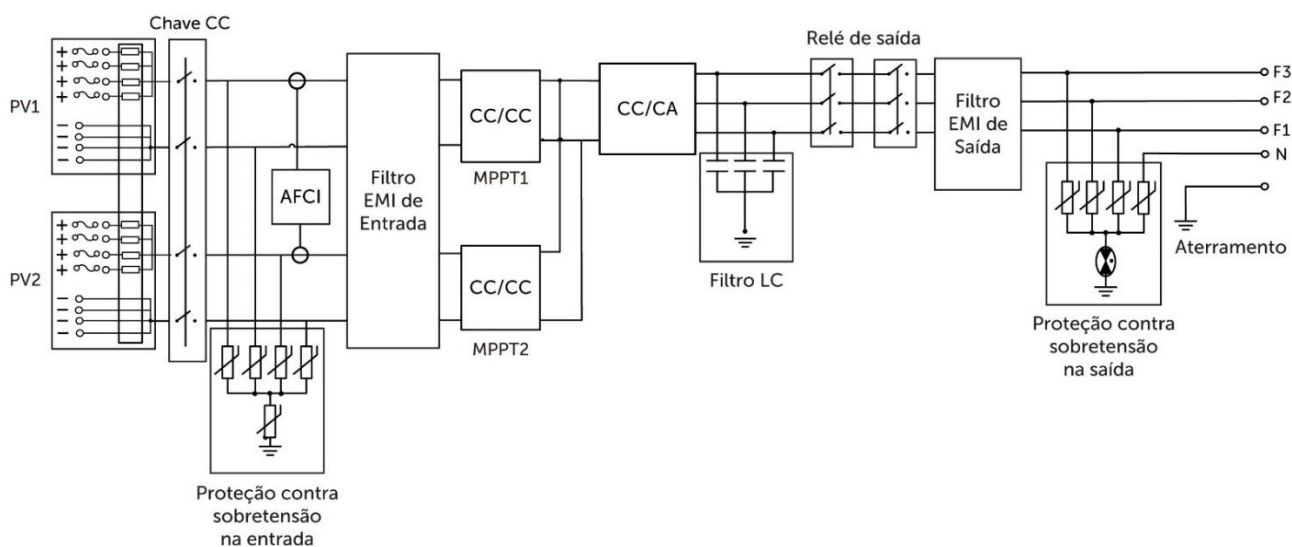 Chave CC
PV1
+
+
+
+
−
−
−
−
PV2
+
+
+
+
−
−
−
−
AFCI
Proteção contra
sobretensão
na entrada
Filtro
EMI de
Entrada
CC/CC
MPPT1
CC/CC
MPPT2
CC/CA
Filtro LC
Relé de saída
Filtro
EMI de
Saída
F3
F2
F1
N
Aterramento
Proteção contra
sobretensão
na saída